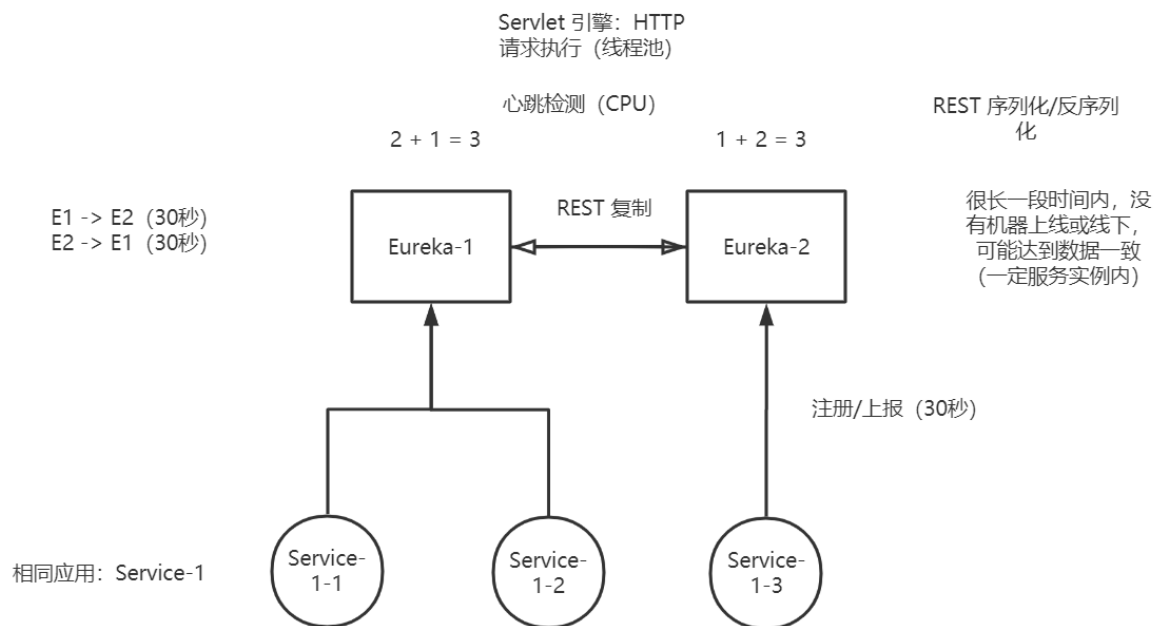 Servlet 引擎：HTTP
请求执行（线程池）
心跳检测（CPU）
REST 序列化/反序列
化
2 + 1 = 3
1 + 2 = 3
E1 -> E2（30秒）
E2 -> E1（30秒）
Eureka-1
REST 复制
Eureka-2
很长一段时间内，没
有机器上线或线下，
可能达到数据一致
（一定服务实例内）
注册/上报（30秒）
相同应用：Service-1
Service-
1-1
Service-
1-2
Service-
1-3